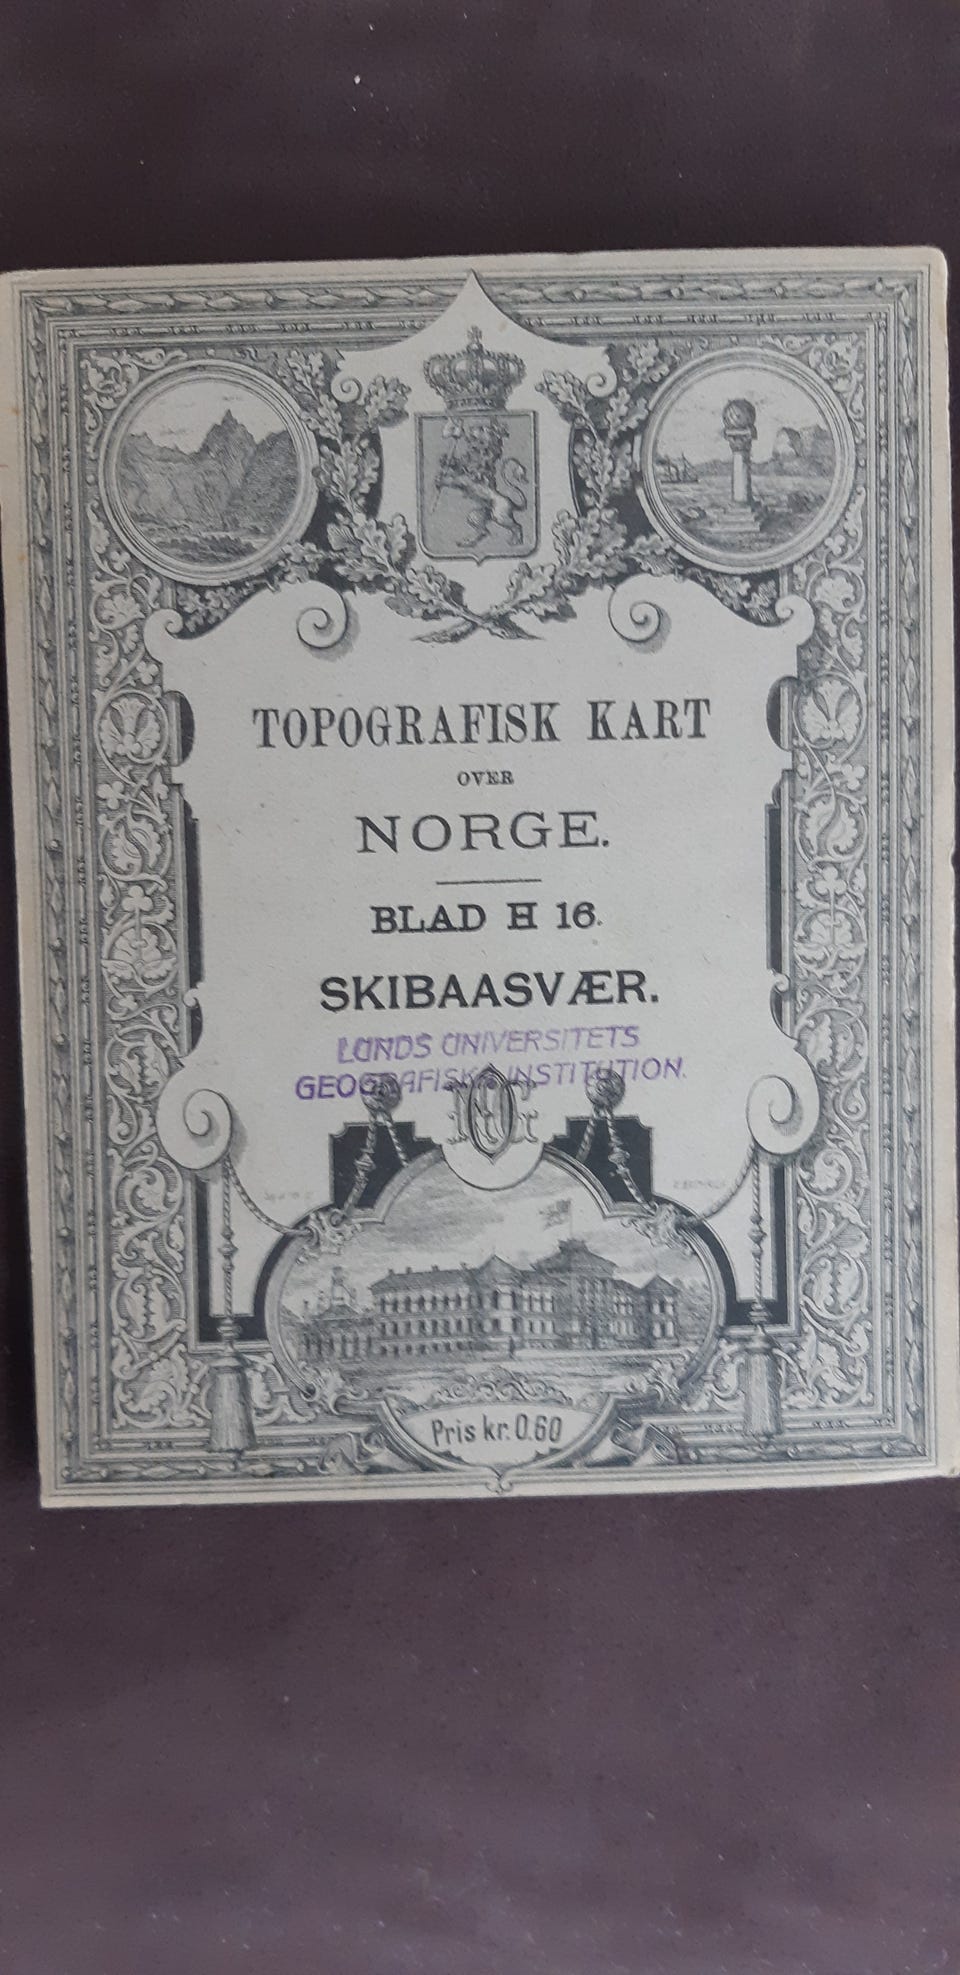 TOPOGRAFISK KART
OVER
NORGE.
BLAD H 16.
SKIBAASVÆR.
LUNDS UNIVERSITETS
GEOGRAFISKA INSTITUTION.
Pris kr. 0.60